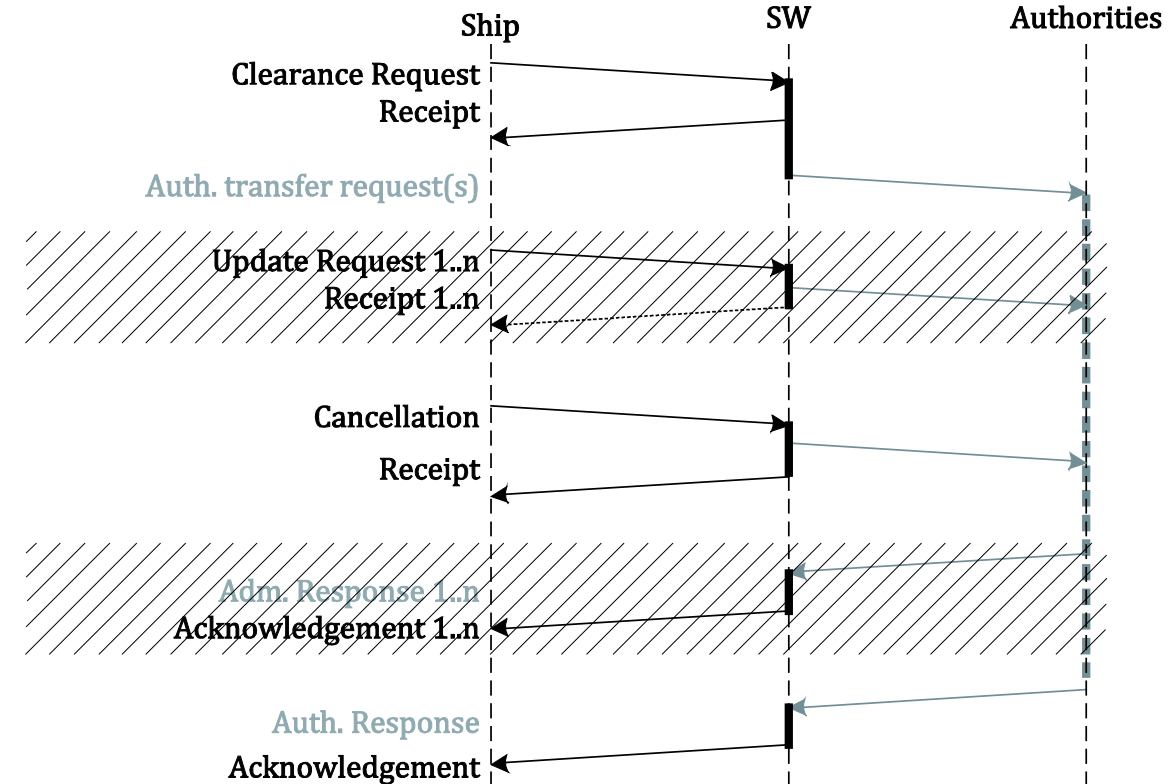 Ship
SW
Authorities
Clearance Request
Receipt
Auth. transfer request(s)
Update Request 1..n
Receipt 1..n
Cancellation
Receipt
Adm. Response 1..n
Acknowledgement 1..n
Auth. Response
Acknowledgement